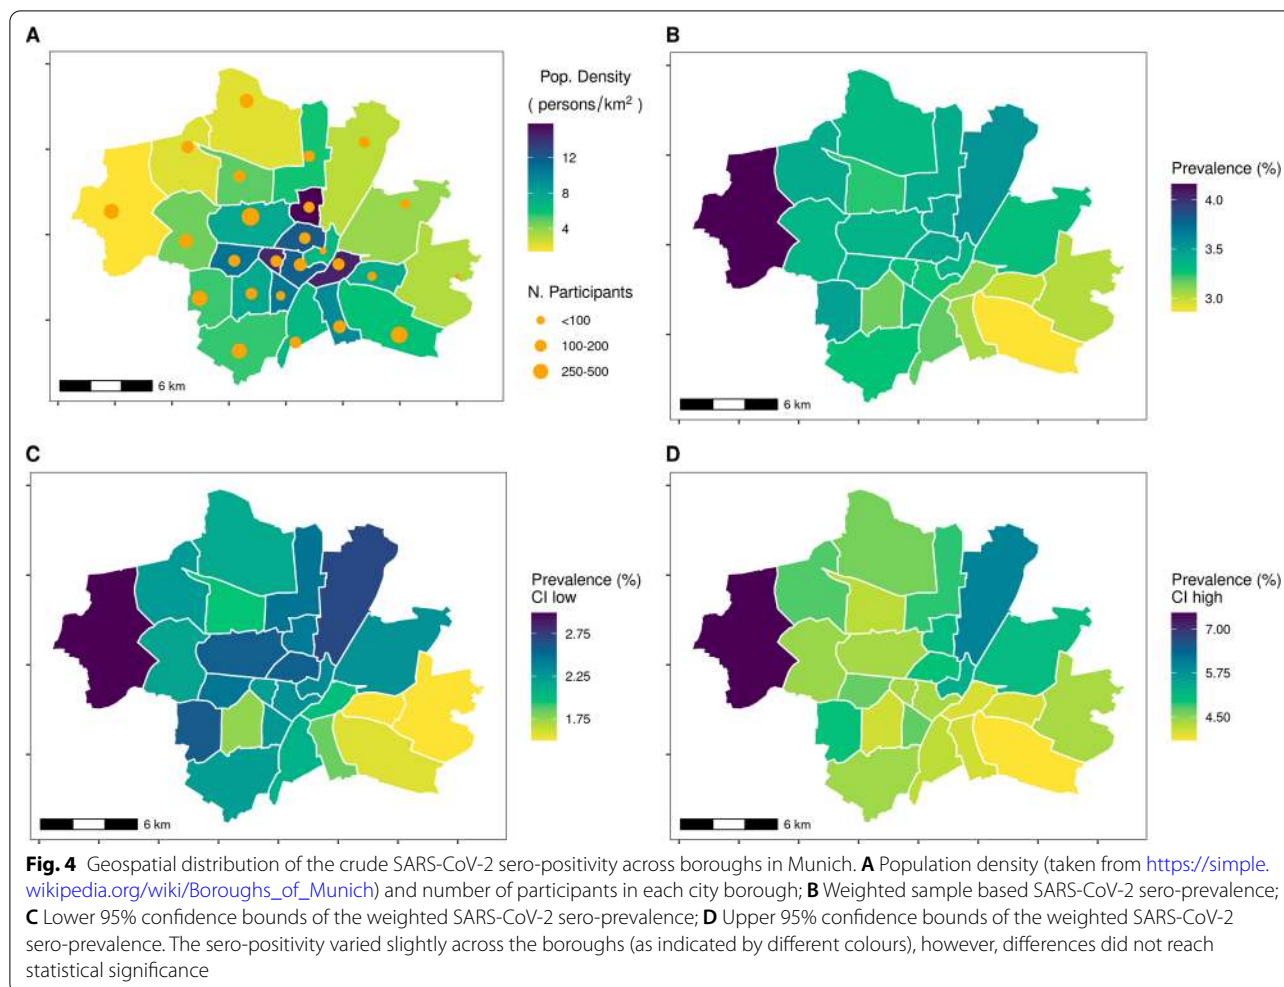 A
Pop. Density
( persons/km² )
12
8
4
N. Participants
<100
100-200
250-500
6 km
B
Prevalence (%)
4.0
3.5
3.0
6 km
C
Prevalence (%)
CI low
2.75
2.25
1.75
6 km
D
Prevalence (%)
CI high
7.00
5.75
4.50
6 km
Fig. 4 Geospatial distribution of the crude SARS-CoV-2 sero-positivity across boroughs in Munich. A Population density (taken from https://simple.
wikipedia.org/wiki/Boroughs_of_Munich) and number of participants in each city borough; B Weighted sample based SARS-CoV-2 sero-prevalence;
C Lower 95% confidence bounds of the weighted SARS-CoV-2 sero-prevalence; D Upper 95% confidence bounds of the weighted SARS-CoV-2
sero-prevalence. The sero-positivity varied slightly across the boroughs (as indicated by different colours), however, differences did not reach
statistical significance